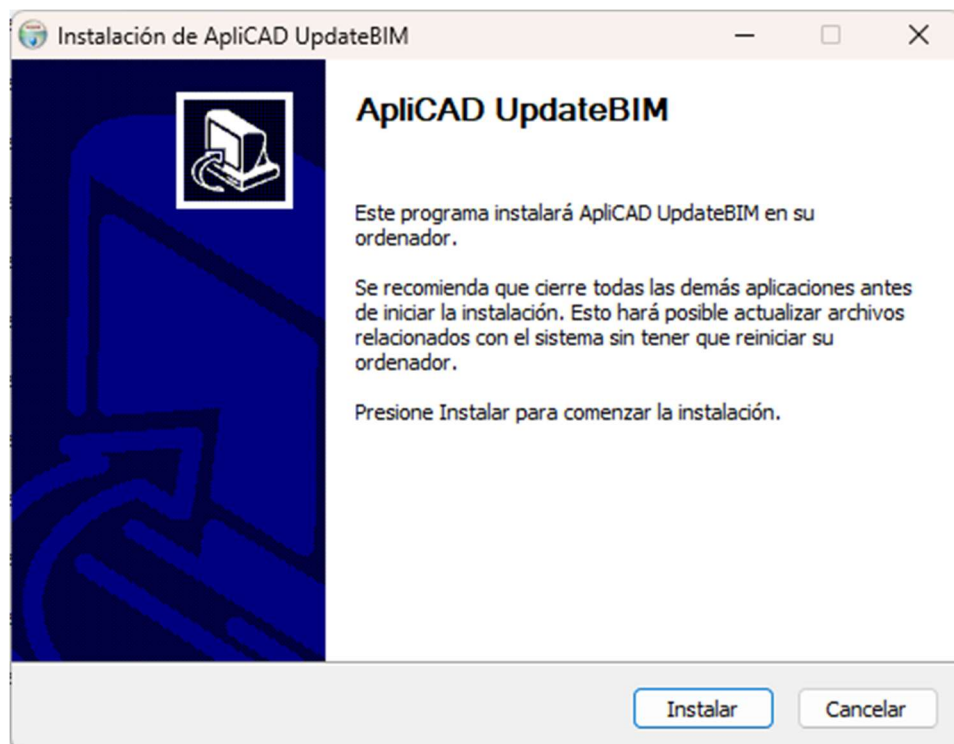 Instalación de ApliCAD UpdateBIM
ApliCAD UpdateBIM
Este programa instalará ApliCAD UpdateBIM en su
ordenador.
Se recomienda que cierre todas las demás aplicaciones antes
de iniciar la instalación. Esto hará posible actualizar archivos
relacionados con el sistema sin tener que reiniciar su
ordenador.
Presione Instalar para comenzar la instalación.
Instalar
Cancelar